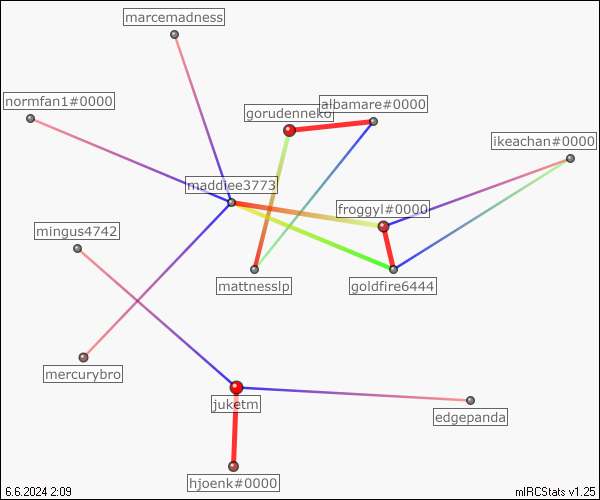 marcemadness
normfan1#0000
albamare#0000
gorudenneko
ikeachan#0000
maddiee3773
froggyl#0000
mingus4742
mattnesslp
goldfire6444
mercurybro
juketm
edgepanda
hjoenk#0000
6.6.2024 2:09
mIRCStats v1.25